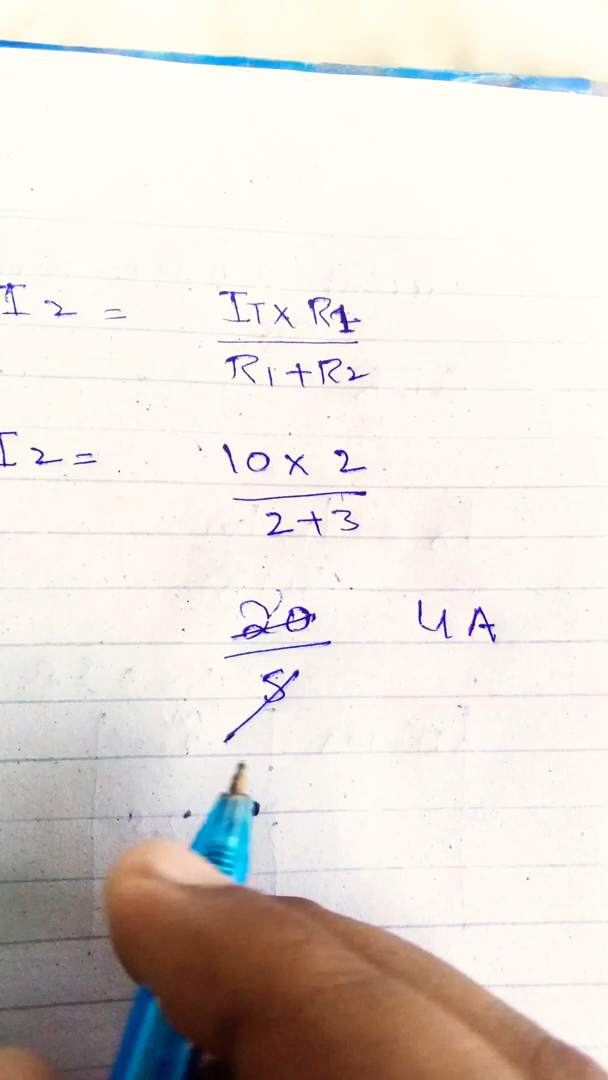 I2 = IT x R1
R1 + R2
I2 = 10 x 2
2+3
20 4A
5